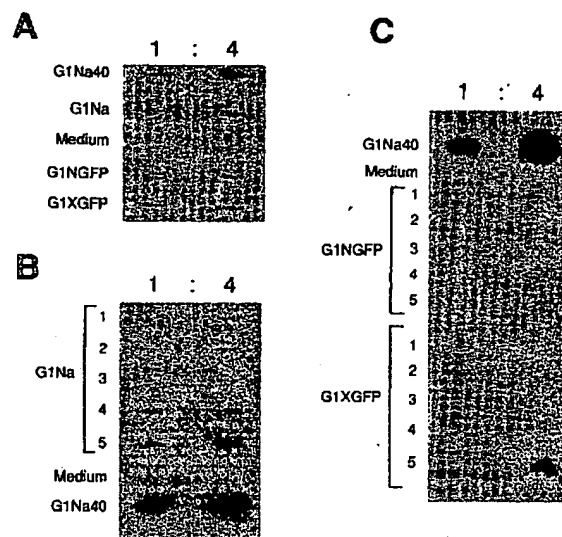 A
1 : 4
G1Na40
G1Na
Medium
G1NGFP
G1XGFP
B
1 : 4
G1Na
1
2
3
4
5
Medium
G1Na40
C
1 : 4
G1Na40
Medium
G1NGFP
1
2
3
4
5
G1XGFP
1
2
3
4
5